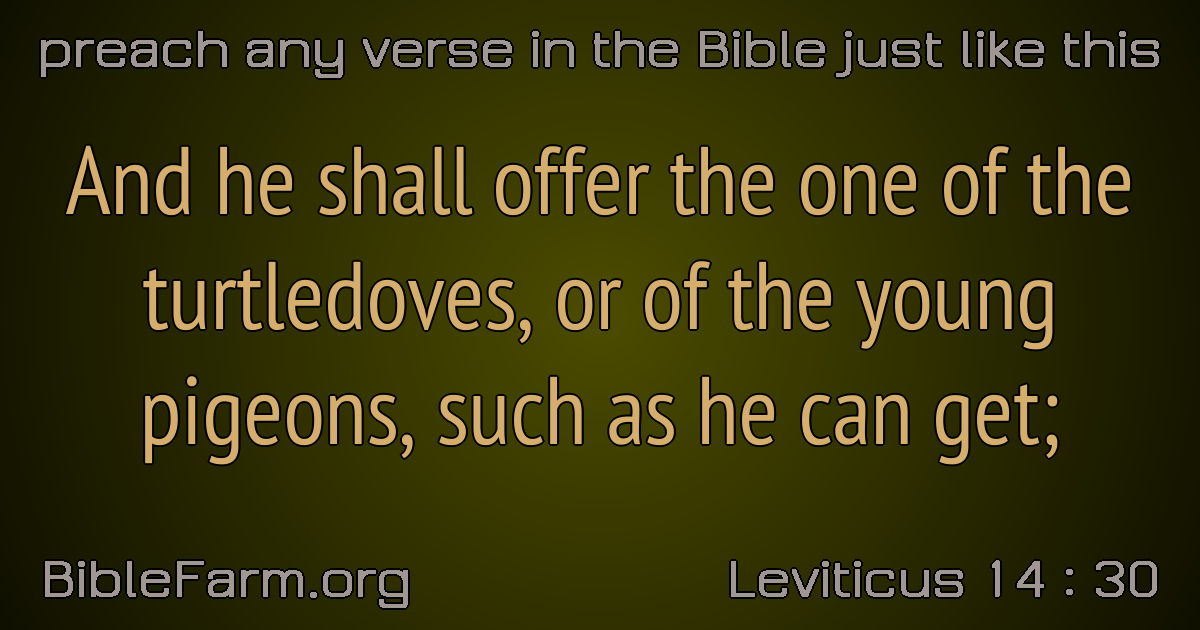 preach any verse in the Bible just like this
And he shall offer the one of the
turtledoves, or of the young
pigeons, such as he can get;
BibleFarm.org
Leviticus 14 : 30